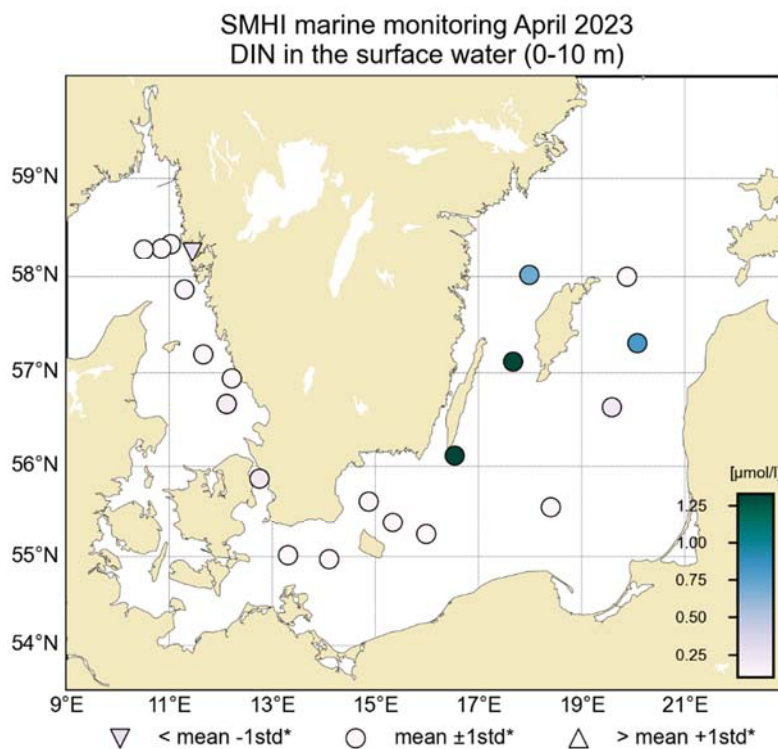 SMHI marine monitoring April 2023
DIN in the surface water (0-10 m)
59°N
58°N
57°N
56°N
55°N
54°N
[µmol/l]
1.25
1.00
0.75
0.50
0.25
9°E 11°E 13°E 15°E 17°E 19°E 21°E
< mean -1std* mean ±1std* > mean +1std*